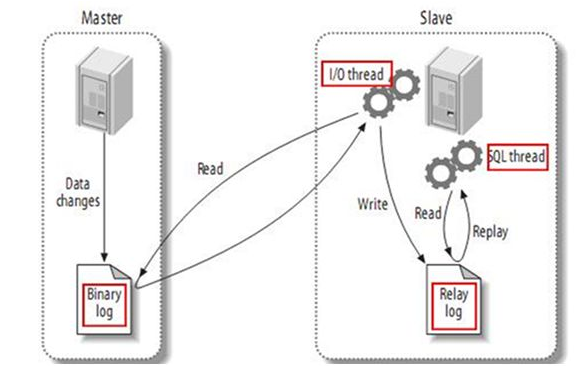 Master
Slave
I/O thread
SQL thread
Data
changes
Read
Write
Read
Replay
Binary
log
Relay
log